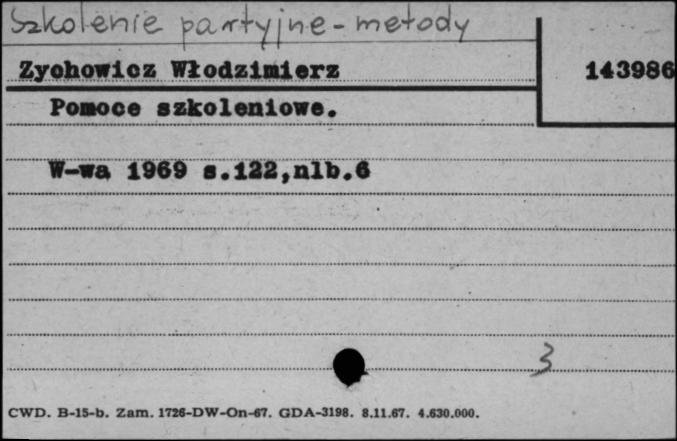 Szkolenie partyjne - metody
Zychowicz Włodzimierz 143986
Pomoce szkoleniowe.
W-wa 1969 s.122,nlb.6
3
CWD. B-15-b. Zam. 1726-DW-On-67. GDA-3198. 8.11.67. 4.630.000.